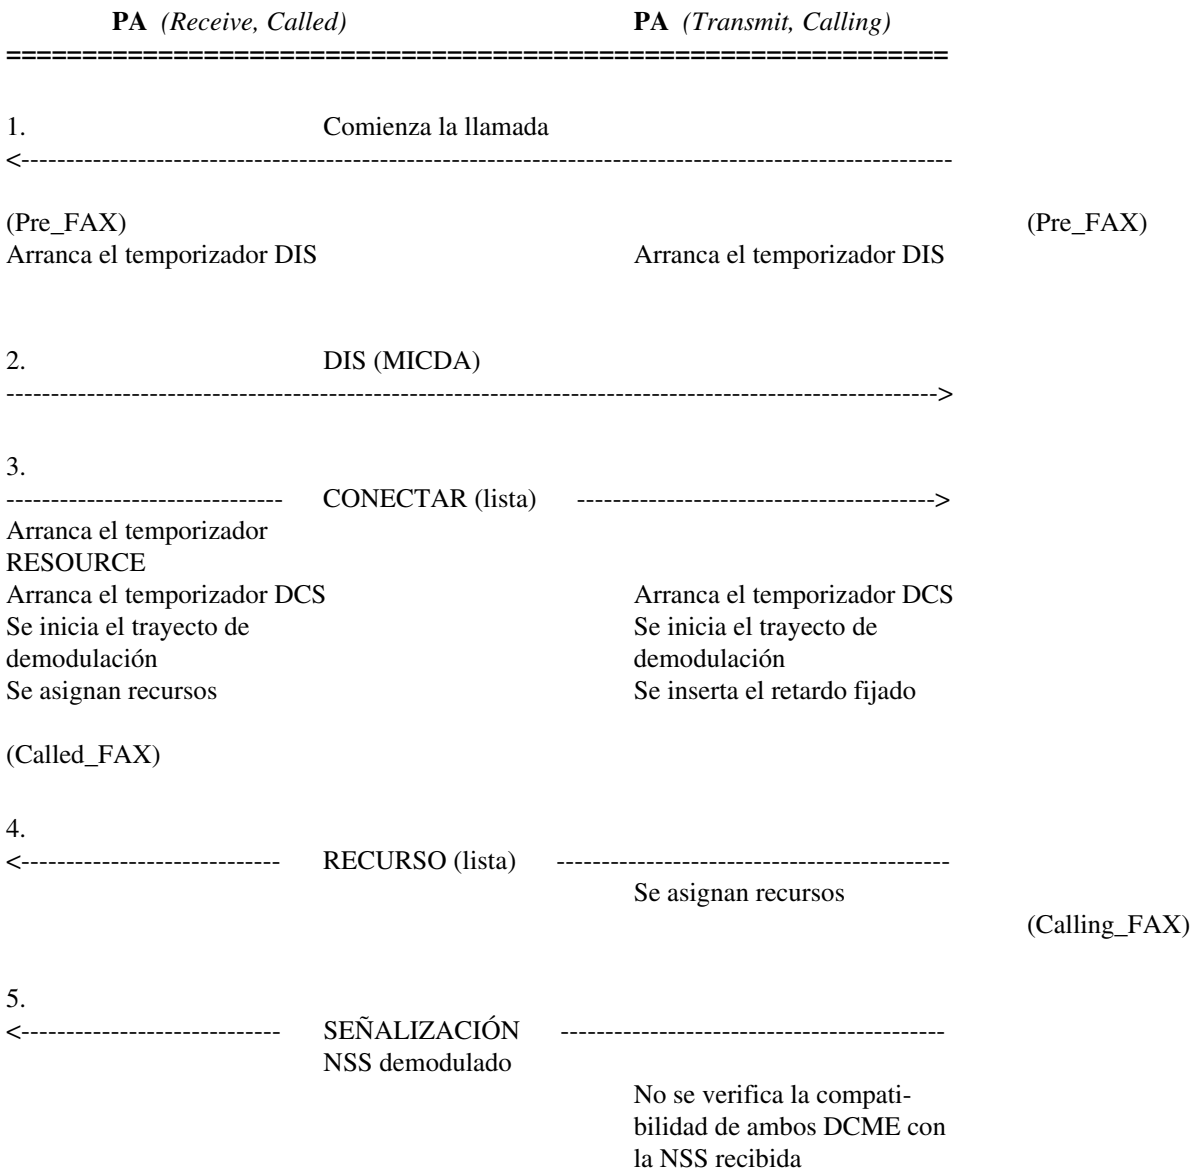 PA (Receive, Called) PA (Transmit, Calling)
==============================================================
1. Comienza la llamada
<--------------------------------------------------------------------------------------------------------
(Pre_FAX) (Pre_FAX)
Arranca el temporizador DIS Arranca el temporizador DIS
2. DIS (MICDA)
-------------------------------------------------------------------------------------------------------->
3.
------------------------------- CONECTAR (lista) ---------------------------------------->
Arranca el temporizador
RESOURCE
Arranca el temporizador DCS Arranca el temporizador DCS
Se inicia el trayecto de Se inicia el trayecto de
demodulación demodulación
Se asignan recursos Se inserta el retardo fijado
(Called_FAX)
4.
<----------------------------- RECURSO (lista) --------------------------------------------
Se asignan recursos
(Calling_FAX)
5.
<----------------------------- SEÑALIZACIÓN -------------------------------------------
NSS demodulado
No se verifica la compati-
bilidad de ambos DCME con
la NSS recibida